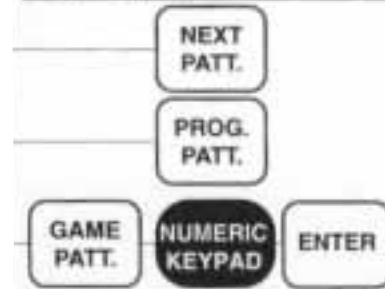 NEXT
PATT.
PROG.
PATT.
GAME
PATT.
NUMERIC
KEYPAD
ENTER